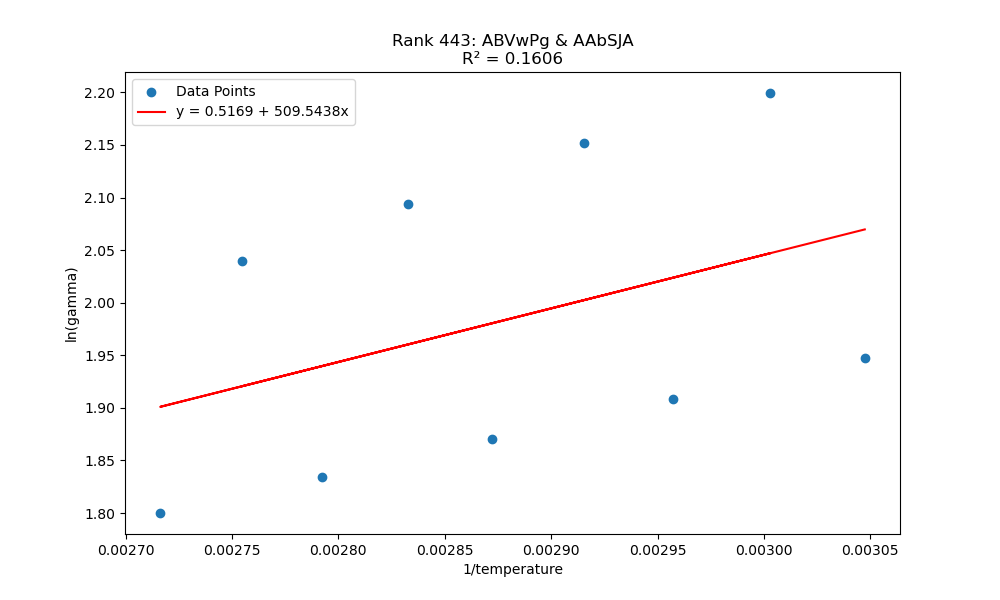 Rank 443: ABVwPg & AAbSJA
R² = 0.1606
Data Points
y = 0.5169 + 509.5438x
2.20
2.15
2.10
2.05
2.00
1.95
1.90
1.85
1.80
ln(gamma)
0.00270 0.00275 0.00280 0.00285 0.00290 0.00295 0.00300 0.00305
1/temperature